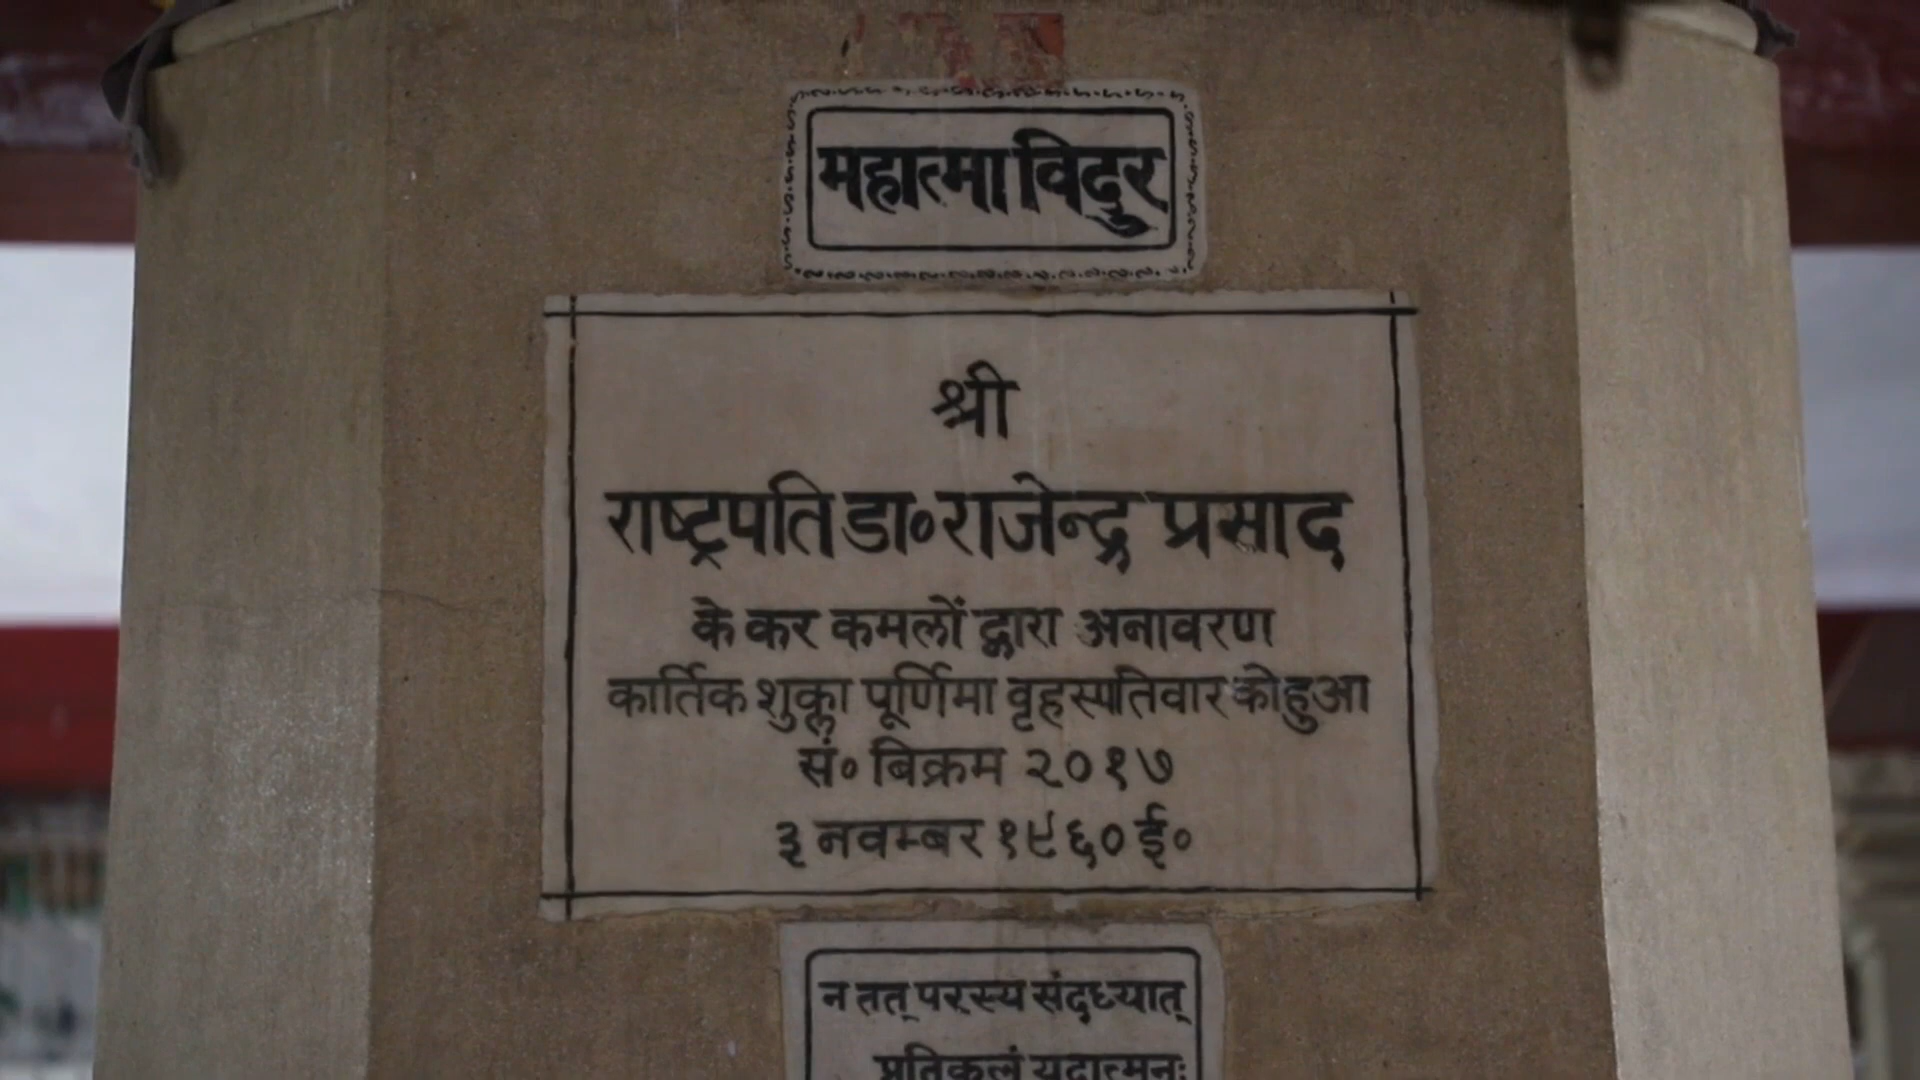 महात्मा विदुर
श्री
राष्ट्रपति डा॰ राजेन्द्र प्रसाद
के कर कमलों द्वारा अनावरण
कार्तिक शुक्ला पूर्णिमा वृहस्पतिवार को हुआ
सं॰ बिक्रम २०१७
३ नवम्बर १९६० ई॰
न तत् परस्य संदध्यात्
प्रतिकूलं यदात्मनः